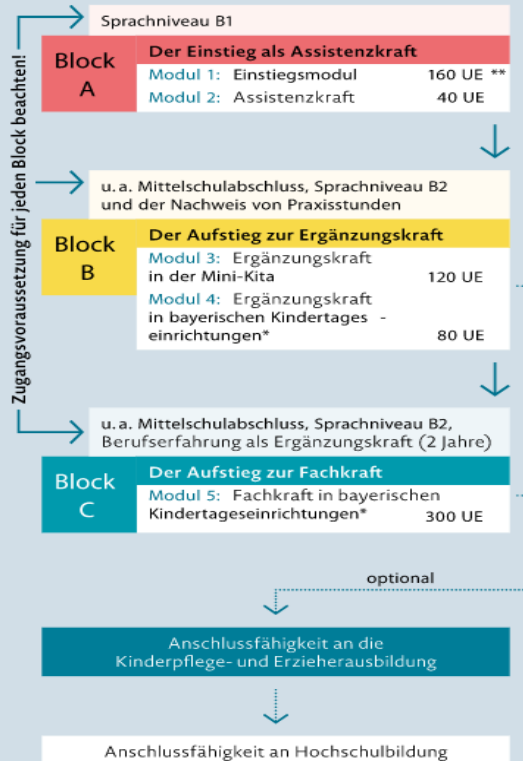 Zugangsvoraussetzung für jeden Block beachten!
Sprachniveau B1
Block
A
Der Einstieg als Assistenzkraft
Modul 1: Einstiegsmodul 160 UE **
Modul 2: Assistenzkraft 40 UE
u. a. Mittelschulabschluss, Sprachniveau B2
und der Nachweis von Praxisstunden
Block
B
Der Aufstieg zur Ergänzungskraft
Modul 3: Ergänzungskraft
in der Mini-Kita 120 UE
Modul 4: Ergänzungskraft
in bayerischen Kindertages -
einrichtungen* 80 UE
u. a. Mittelschulabschluss, Sprachniveau B2,
Berufserfahrung als Ergänzungskraft (2 Jahre)
Block
C
Der Aufstieg zur Fachkraft
Modul 5: Fachkraft in bayerischen
Kindertageseinrichtungen* 300 UE
optional
Anschlussfähigkeit an die
Kinderpflege- und Erzieherausbildung
Anschlussfähigkeit an Hochschulbildung